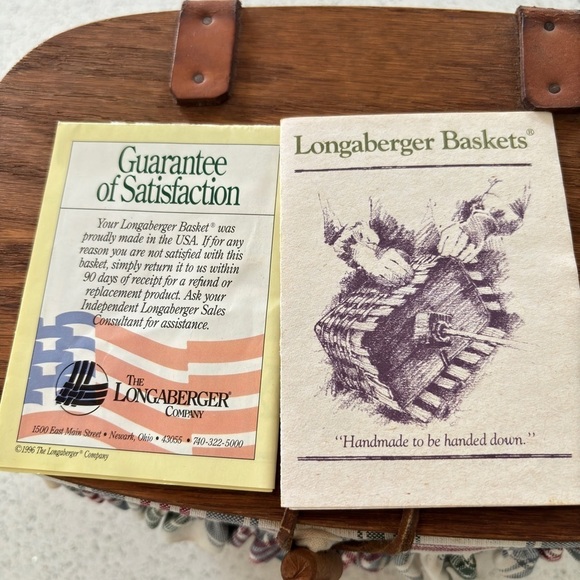 Guarantee
of Satisfaction
Your Longaberger Basket® was
proudly made in the USA. If for any
reason you are not satisfied with this
basket, simply return it to us within
90 days of receipt for a refund or
replacement product. Ask your
Independent Longaberger Sales
Consultant for assistance.
THE
LONGABERGER®
COMPANY
1500 East Main Street • Newark, Ohio • 43055 • 740-322-5000
©1996 The Longaberger® Company
Longaberger Baskets®
"Handmade to be handed down."